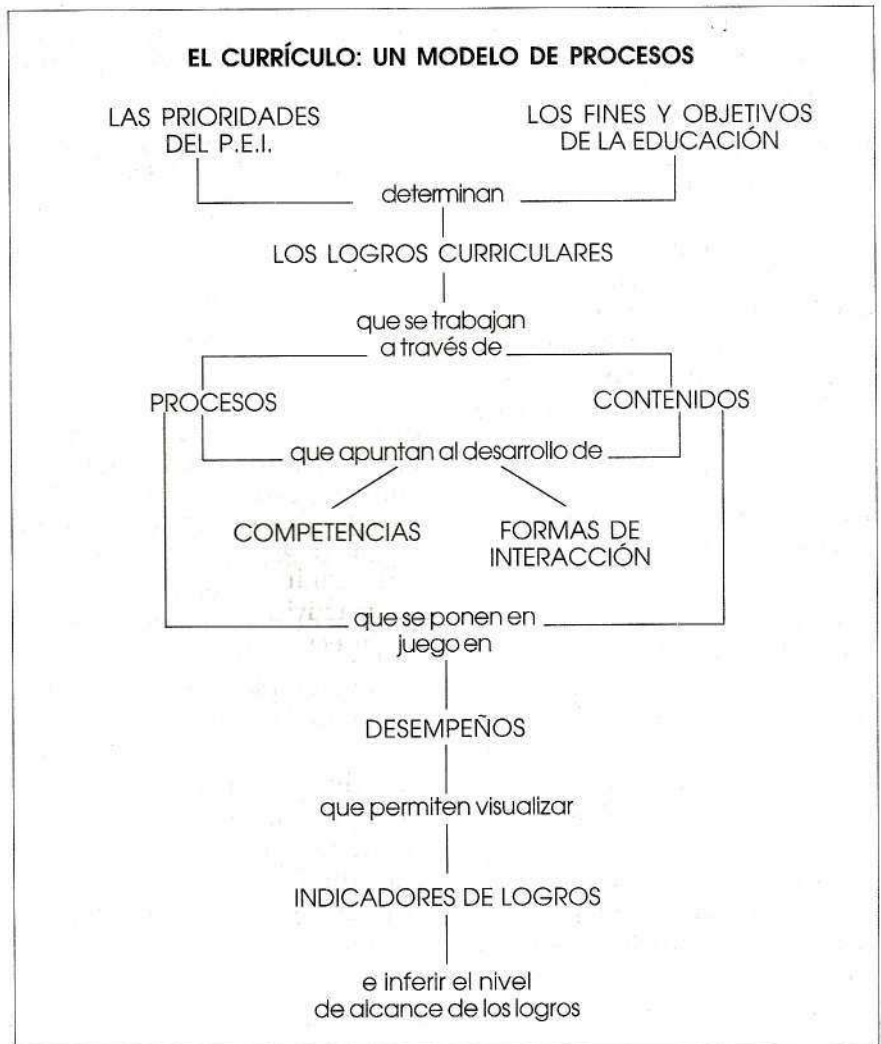 EL CURRÍCULO: UN MODELO DE PROCESOS
LAS PRIORIDADES
DEL P.E.I.
LOS FINES Y OBJETIVOS
DE LA EDUCACIÓN
determinan
LOS LOGROS CURRICULARES
que se trabajan
a través de
PROCESOS
CONTENIDOS
que apuntan al desarrollo de
COMPETENCIAS
FORMAS DE
INTERACCIÓN
que se ponen en
juego en
DESEMPEÑOS
que permiten visualizar
INDICADORES DE LOGROS
e inferir el nivel
de alcance de los logros